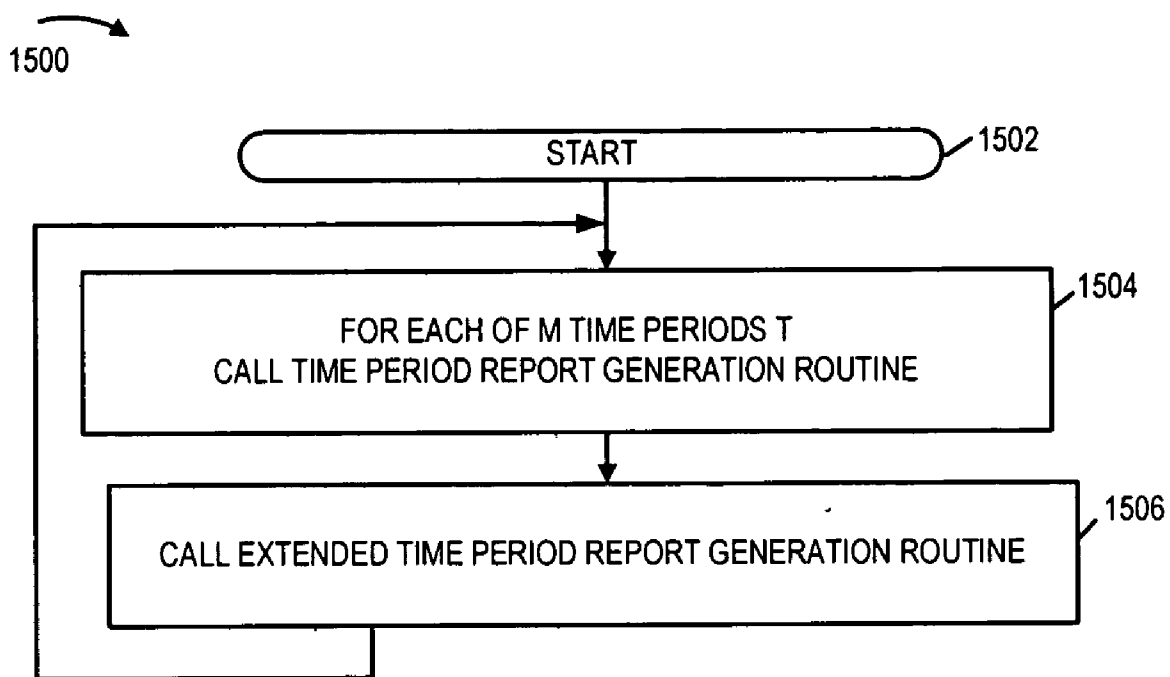 1500
START
1502
FOR EACH OF M TIME PERIODS T
CALL TIME PERIOD REPORT GENERATION ROUTINE
1504
CALL EXTENDED TIME PERIOD REPORT GENERATION ROUTINE
1506